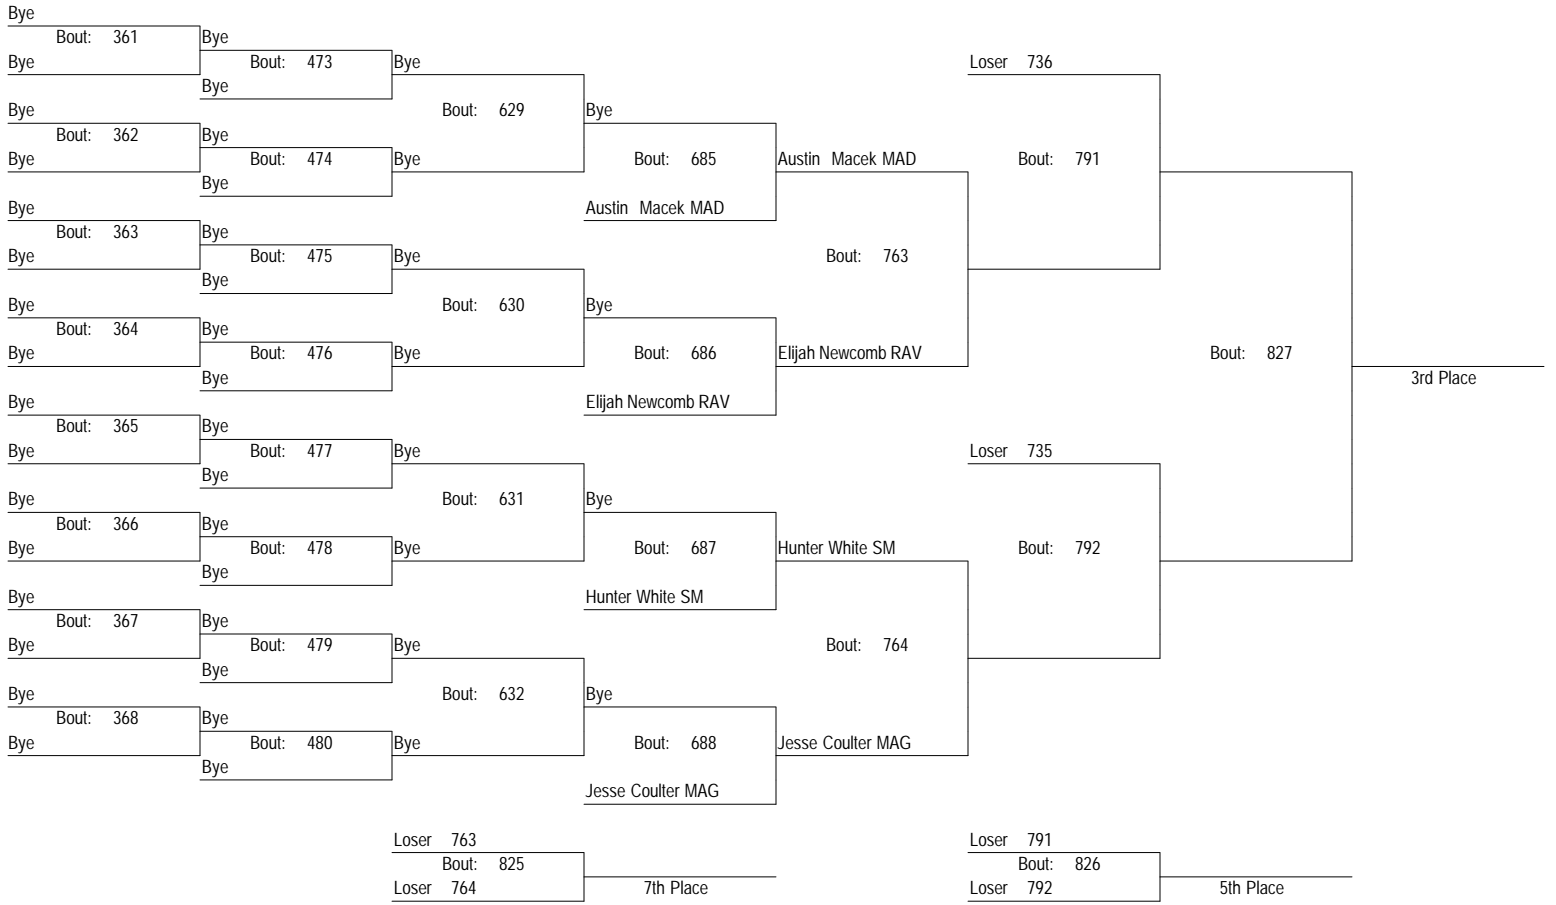 Bye
Bout: 361 Bye
Bye Bout: 473 Bye Loser 736
Bye
Bye Bout: 629 Bye
Bout: 362 Bye
Bye Bout: 474 Bye Bout: 685 Austin Macek MAD Bout: 791
Bye
Bye Austin Macek MAD
Bout: 363 Bye
Bye Bout: 475 Bye Bout: 763
Bye
Bye Bout: 630 Bye
Bout: 364 Bye
Bye Bout: 476 Bye Bout: 686 Elijah Newcomb RAV Bout: 827
Bye 3rd Place
Bye Elijah Newcomb RAV
Bout: 365 Bye
Bye Bout: 477 Bye Loser 735
Bye
Bye Bout: 631 Bye
Bout: 366 Bye
Bye Bout: 478 Bye Bout: 687 Hunter White SM Bout: 792
Bye
Bye Hunter White SM
Bout: 367 Bye
Bye Bout: 479 Bye Bout: 764
Bye
Bye Bout: 632 Bye
Bout: 368 Bye
Bye Bout: 480 Bye Bout: 688 Jesse Coulter MAG
Bye
Jesse Coulter MAG
Loser 763 Loser 791
Bout: 825 Bout: 826
Loser 764 7th Place Loser 792 5th Place